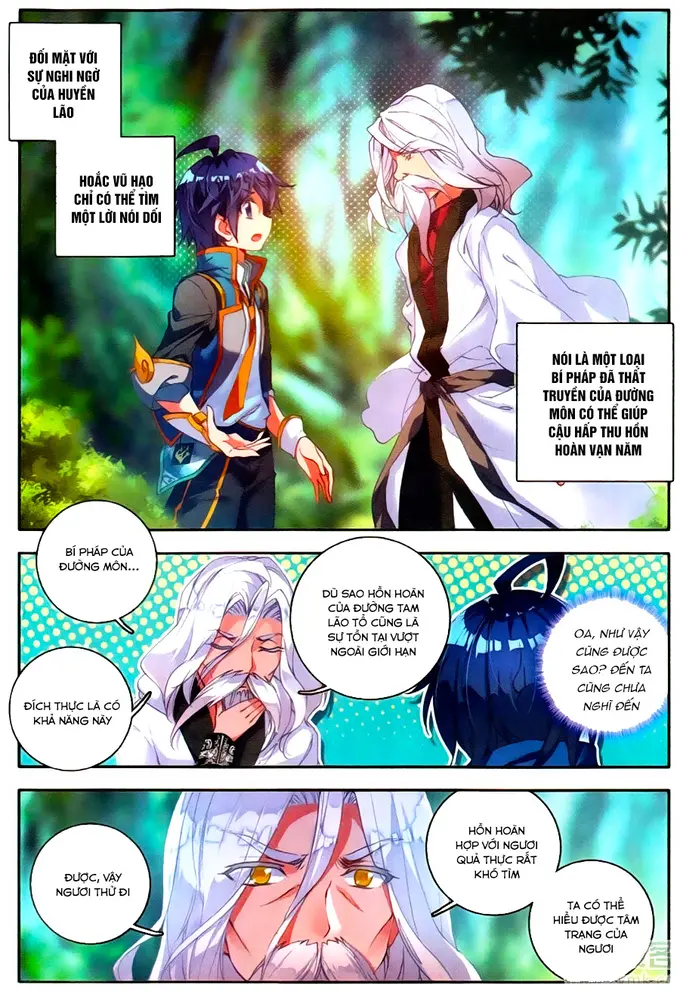 ĐỐI MẶT VỚI
SỰ NGHI NGỜ
CỦA HUYỀN
LÃO
HOẮC VŨ HẠO
CHỈ CÓ THỂ TÌM
MỘT LỜI NÓI DỐI
NÓI LÀ MỘT LOẠI
BÍ PHÁP ĐÃ THẤT
TRUYỀN CỦA ĐƯỜNG
MÔN CÓ THỂ GIÚP
CẬU HẤP THU HỒN
HOÀN VẠN NĂM
BÍ PHÁP CỦA
ĐƯỜNG MÔN...
ĐÍCH THỰC LÀ CÓ
KHẢ NĂNG NÀY
DÙ SAO HỒN HOÀN
CỦA ĐƯỜNG TAM
LÃO TỔ CŨNG LÀ
SỰ TỒN TẠI VƯỢT
NGOÀI GIỚI HẠN
OA, NHƯ VẬY
CŨNG ĐƯỢC
SAO? ĐẾN TA
CŨNG CHƯA
NGHĨ ĐẾN
ĐƯỢC, VẬY
NGƯƠI THỬ ĐI
HỒN HOÀN
HỢP VỚI NGƯƠI
QUẢ THỰC RẤT
KHÓ TÌM
TA CÓ THỂ
HIỂU ĐƯỢC TÂM
TRẠNG CỦA
NGƯƠI